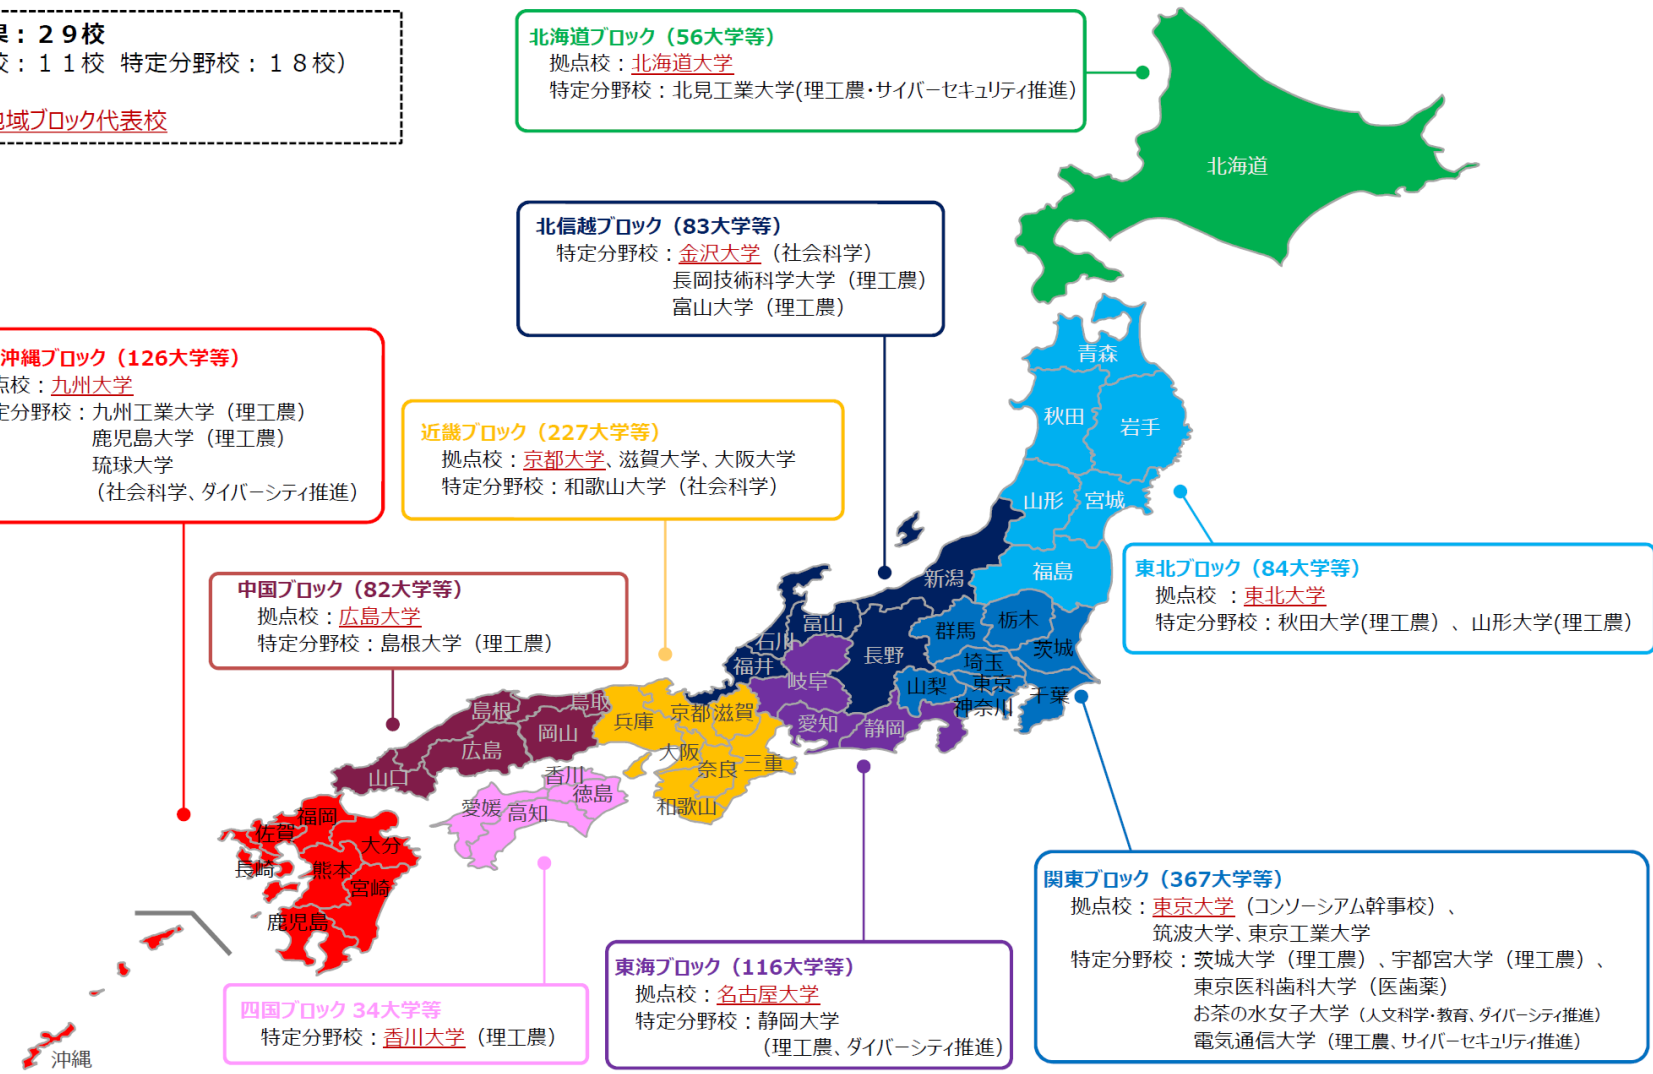 果：２９校
校：１１校 特定分野校：１８校）
地域ブロック代表校
北海道ブロック（56大学等）
拠点校：北海道大学
特定分野校：北見工業大学(理工農・サイバーセキュリティ推進)
北海道
北信越ブロック（83大学等）
特定分野校：金沢大学（社会科学）
長岡技術科学大学（理工農）
富山大学（理工農）
沖縄ブロック（126大学等）
点校：九州大学
定分野校：九州工業大学（理工農）
鹿児島大学（理工農）
琉球大学
（社会科学、ダイバーシティ推進）
近畿ブロック（227大学等）
拠点校：京都大学、滋賀大学、大阪大学
特定分野校：和歌山大学（社会科学）
青森
秋田
岩手
山形
宮城
福島
東北ブロック（84大学等）
拠点校 ：東北大学
特定分野校：秋田大学(理工農）、山形大学(理工農）
中国ブロック（82大学等）
拠点校：広島大学
特定分野校：島根大学（理工農）
新潟
富山
石川
福井
長野
岐阜
愛知
静岡
群馬
栃木
茨城
埼玉
山梨
東京
神奈川
千葉
島根
鳥取
岡山
広島
山口
兵庫
京都
滋賀
大阪
奈良
三重
和歌山
香川
徳島
愛媛
高知
福岡
佐賀
大分
長崎
熊本
宮崎
鹿児島
沖縄
関東ブロック（367大学等）
拠点校：東京大学（コンソーシアム幹事校）、
筑波大学、東京工業大学
特定分野校：茨城大学（理工農）、宇都宮大学（理工農）、
東京医科歯科大学（医歯薬）
お茶の水女子大学（人文科学・教育、ダイバーシティ推進）
電気通信大学（理工農、サイバーセキュリティ推進）
東海ブロック（116大学等）
拠点校：名古屋大学
特定分野校：静岡大学
（理工農、ダイバーシティ推進）
四国ブロック 34大学等
特定分野校：香川大学（理工農）